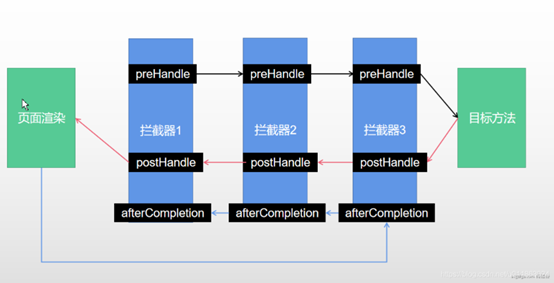 preHandle
preHandle
preHandle
页面渲染
拦截器1
拦截器2
拦截器3
目标方法
postHandle
postHandle
postHandle
afterCompletion
afterCompletion
afterCompletion